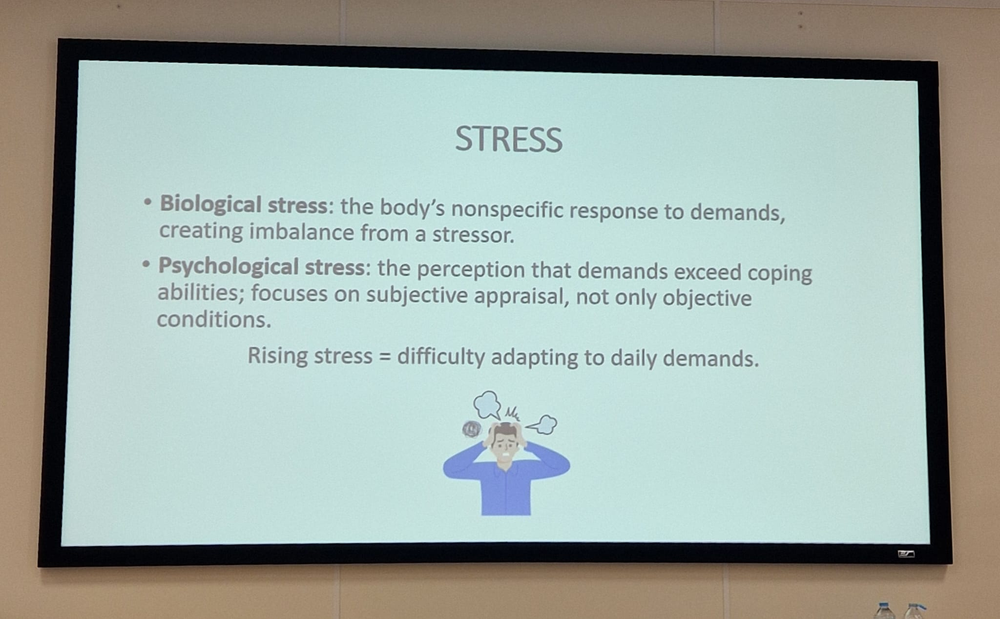 STRESS
• Biological stress: the body's nonspecific response to demands,
creating imbalance from a stressor.
• Psychological stress: the perception that demands exceed coping
abilities; focuses on subjective appraisal, not only objective
conditions.
Rising stress = difficulty adapting to daily demands.